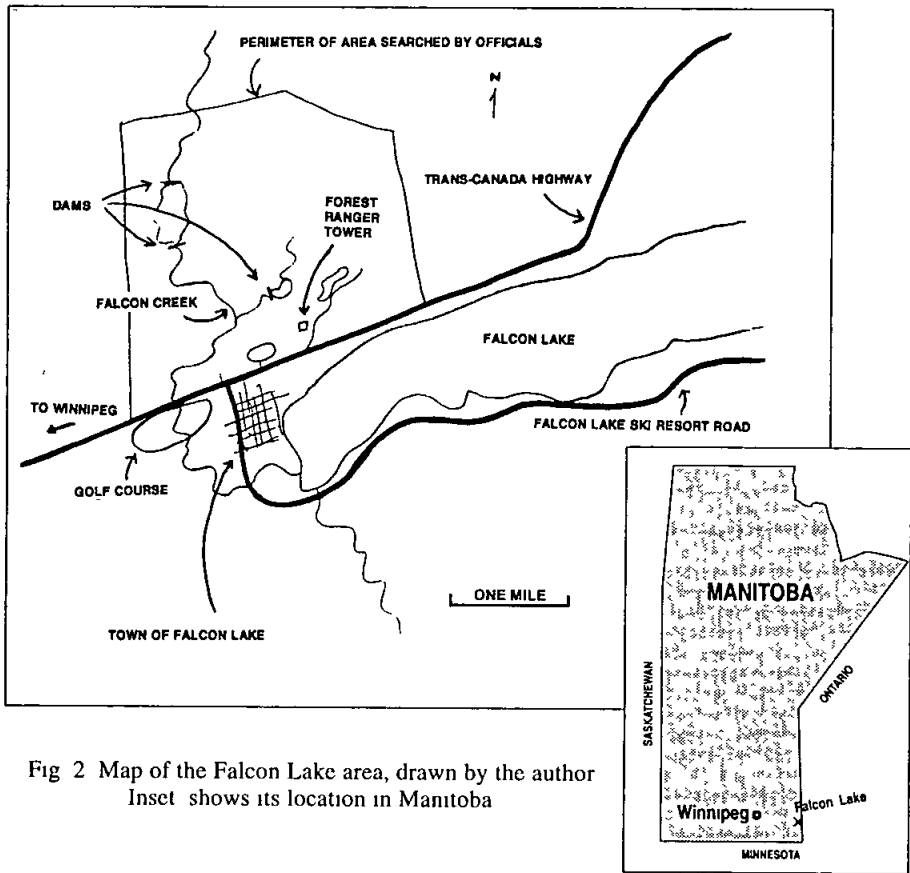 PERIMETER OF AREA SEARCHED BY OFFICIALS
N
TRANS-CANADA HIGHWAY
DAMS
FOREST
RANGER
TOWER
FALCON CREEK
FALCON LAKE
TO WINNIPEG
FALCON LAKE SKI RESORT ROAD
GOLF COURSE
ONE MILE
TOWN OF FALCON LAKE
MANITOBA
SASKATCHEWAN
ONTARIO
Winnipeg
Falcon Lake
MINNESOTA
Fig 2 Map of the Falcon Lake area, drawn by the author
Inset shows its location in Manitoba